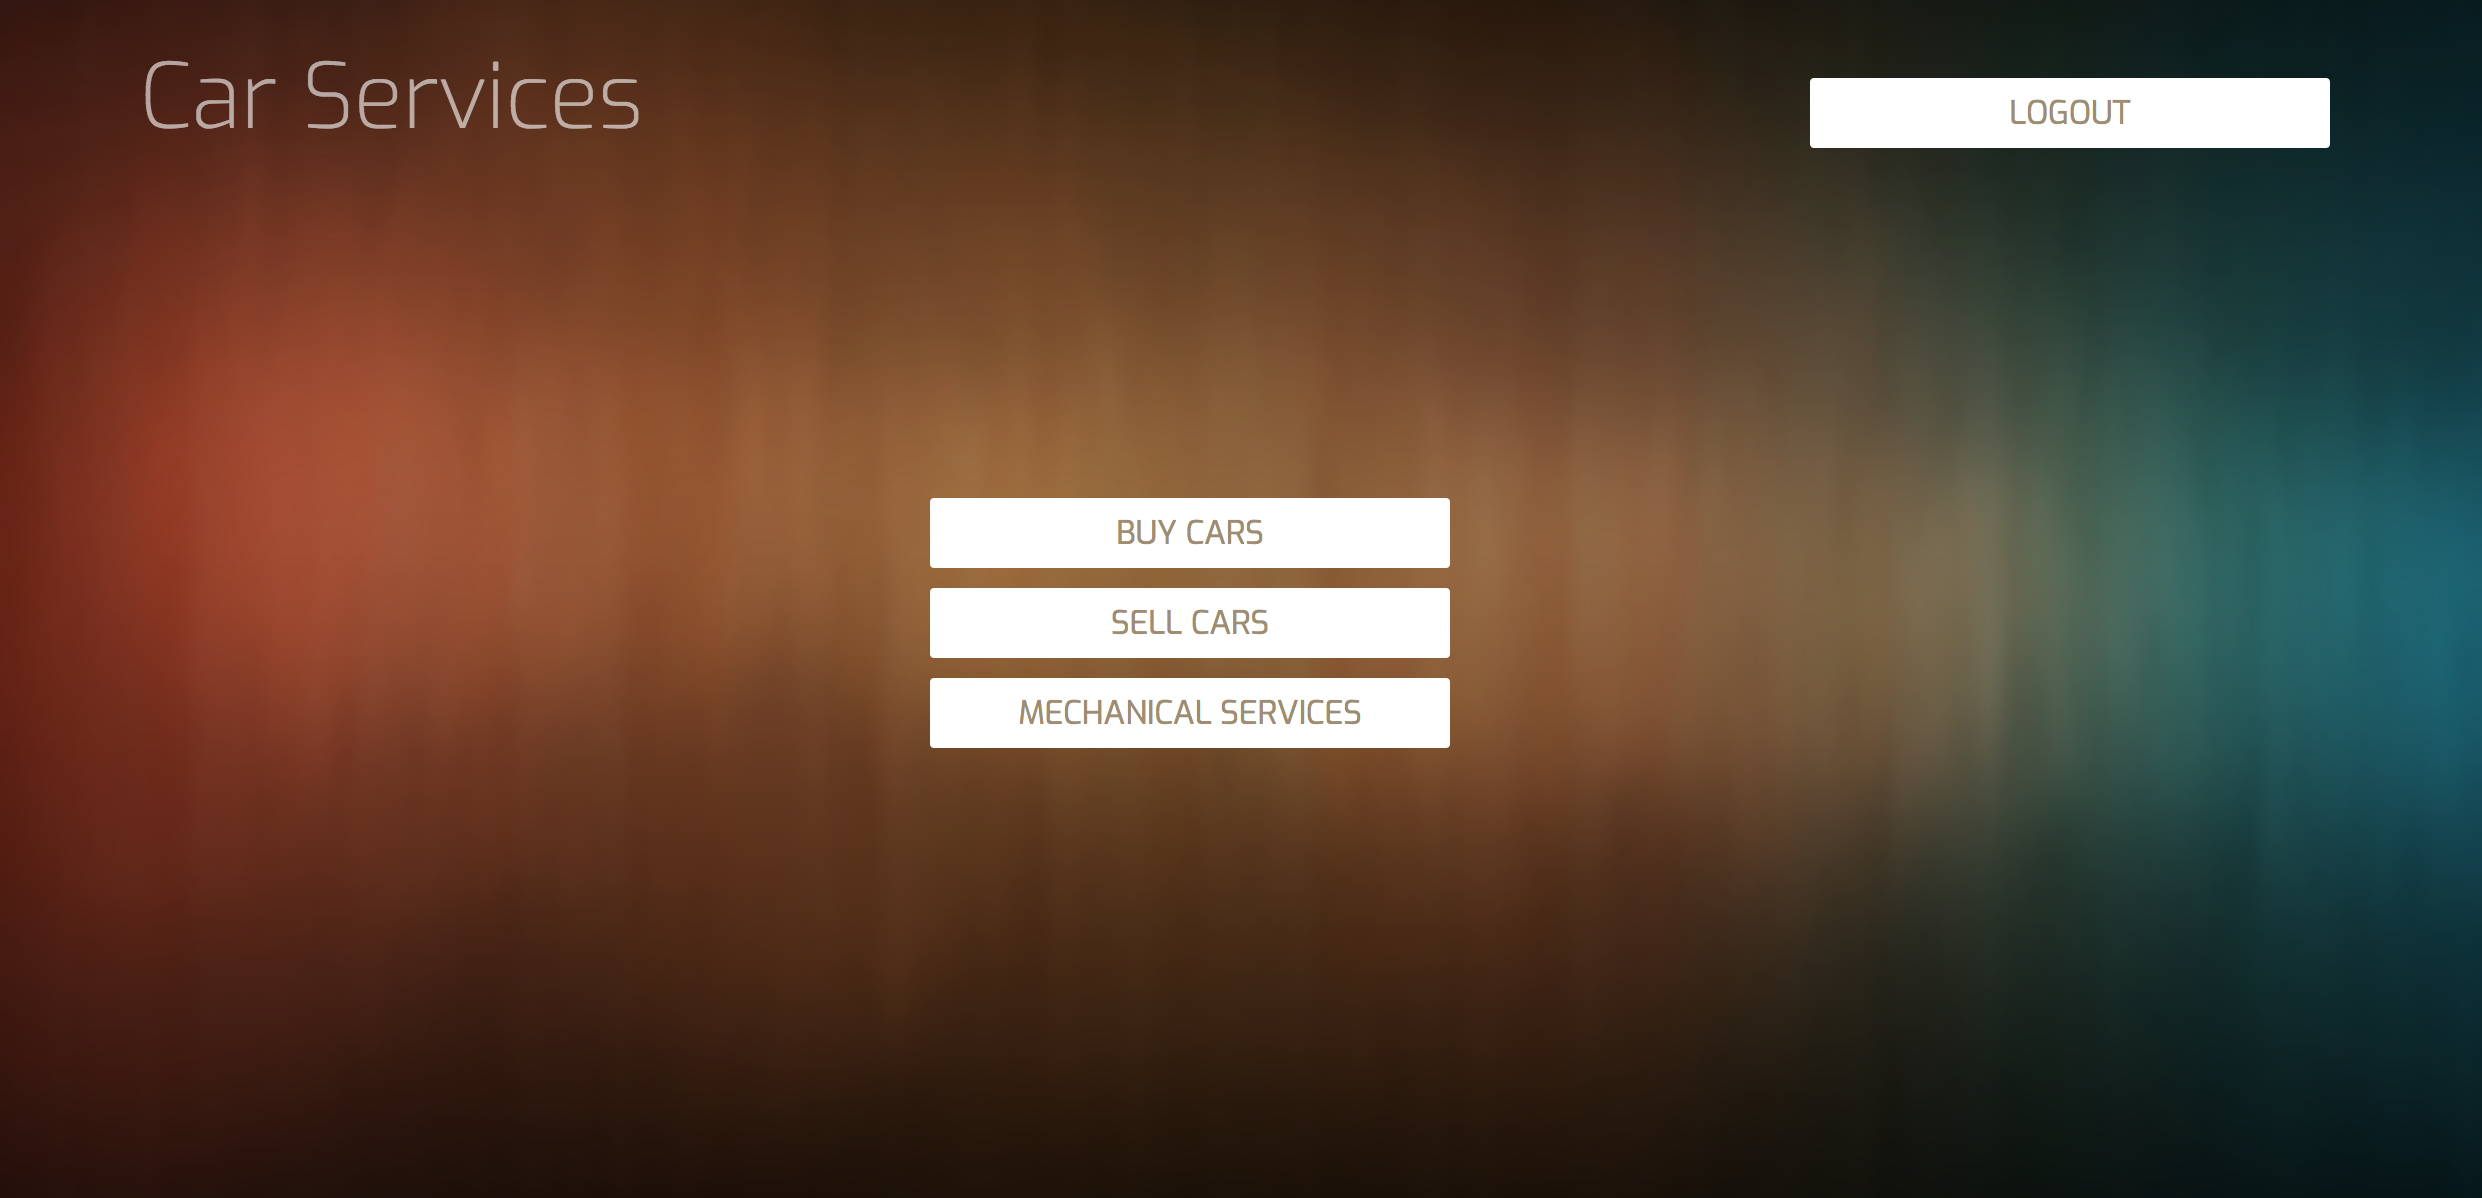 Car Services
LOGOUT
BUY CARS
SELL CARS
MECHANICAL SERVICES